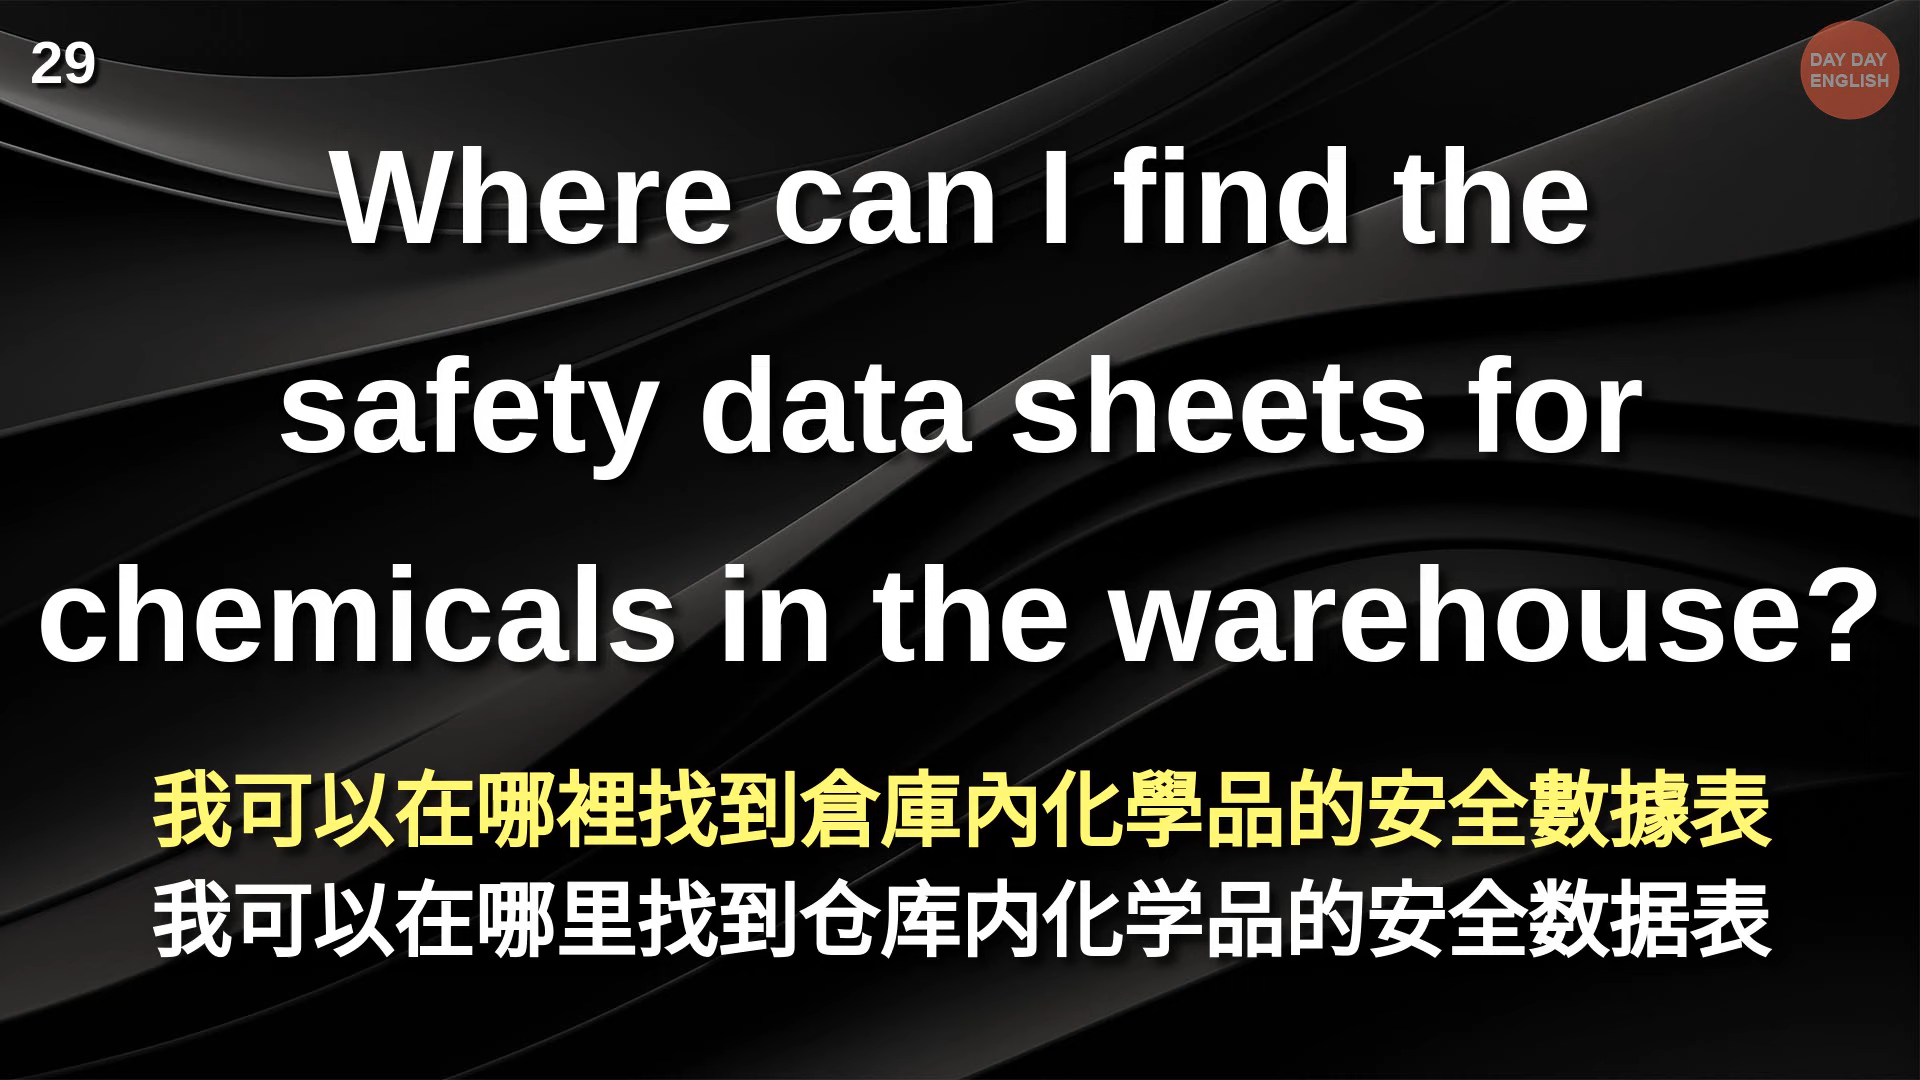 29
DAY DAY
ENGLISH
Where can I find the
safety data sheets for
chemicals in the warehouse?
我可以在哪裡找到倉庫內化學品的安全數據表
我可以在哪里找到仓库内化学品的安全数据表